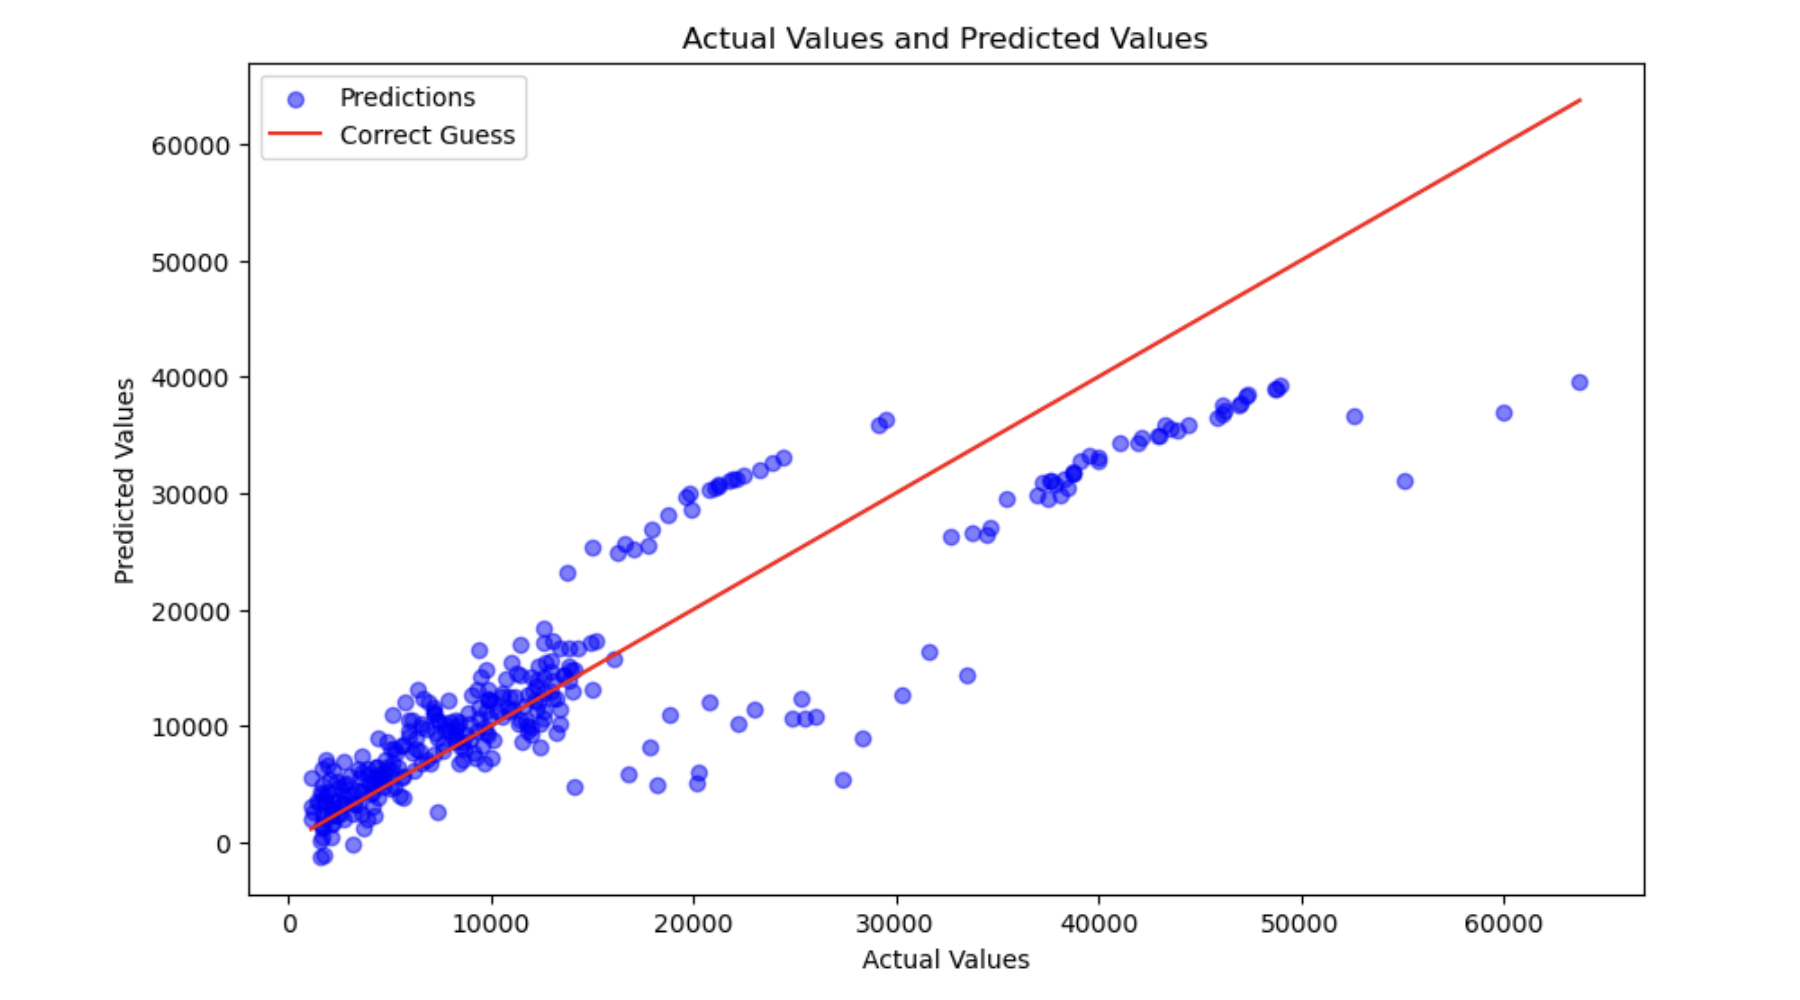 Actual Values and Predicted Values
Predictions
Correct Guess
60000
50000
40000
30000
20000
10000
0
Predicted Values
0 10000 20000 30000 40000 50000 60000
Actual Values